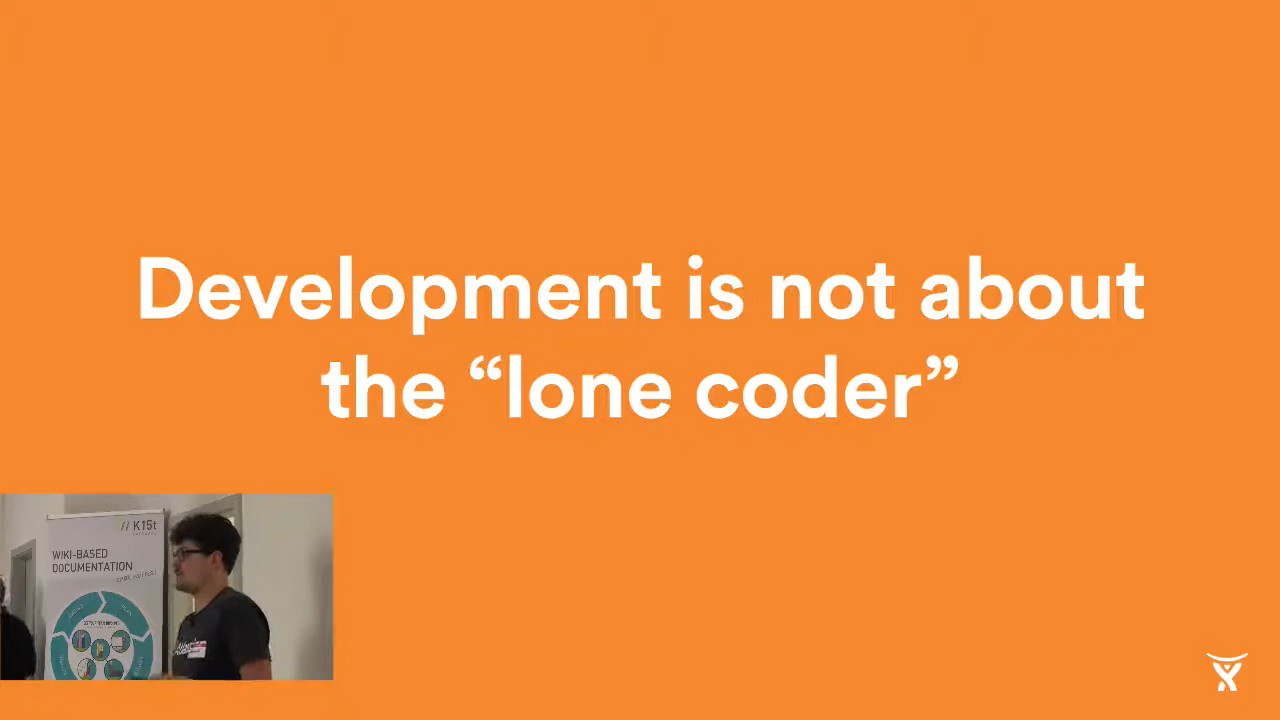 Development is not about
the “lone coder”
// K15t
WIKI-BASED
DOCUMENTATION